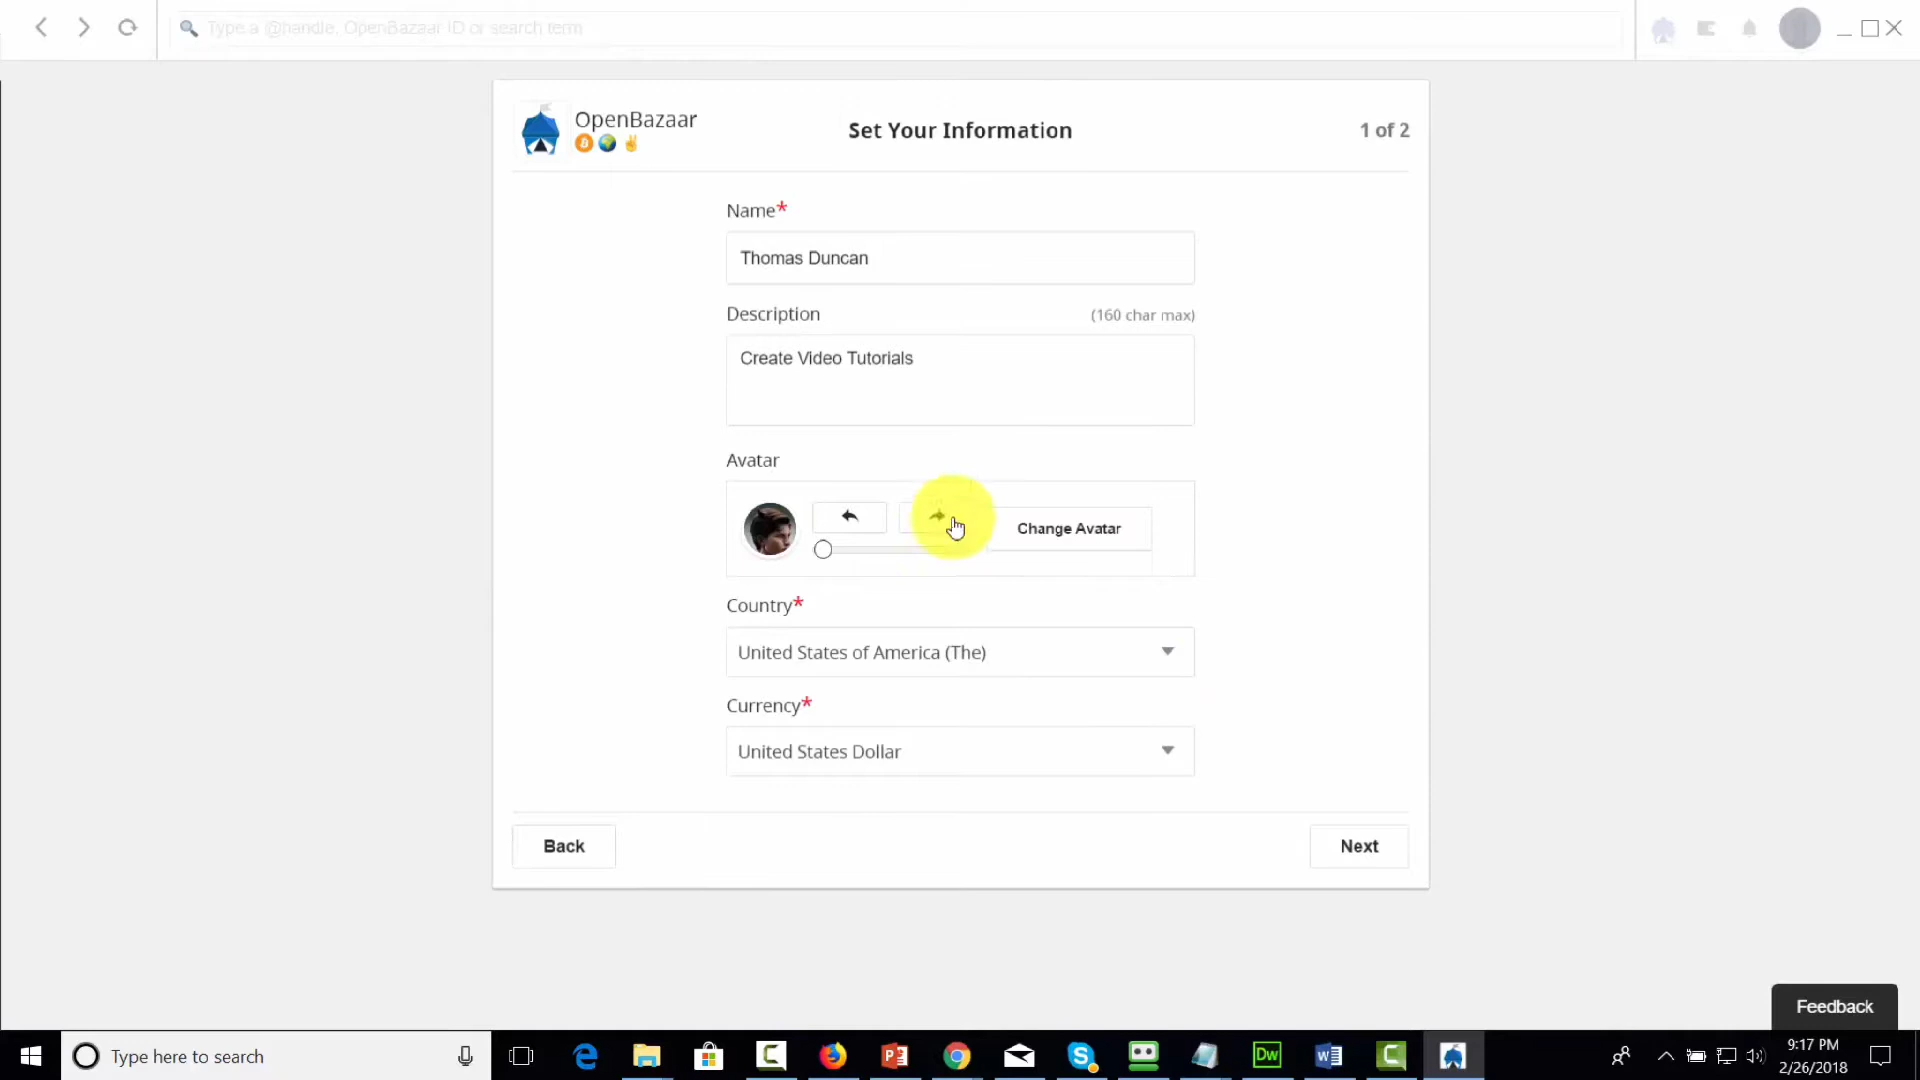 Type a @handle, OpenBazaar ID or search term
OpenBazaar
Set Your Information
1 of 2
Name*
Thomas Duncan
Description
(160 char max)
Create Video Tutorials
Avatar
Change Avatar
Country*
United States of America (The)
Currency*
United States Dollar
Back
Next
Feedback
Type here to search
Dw
9:17 PM
2/26/2018